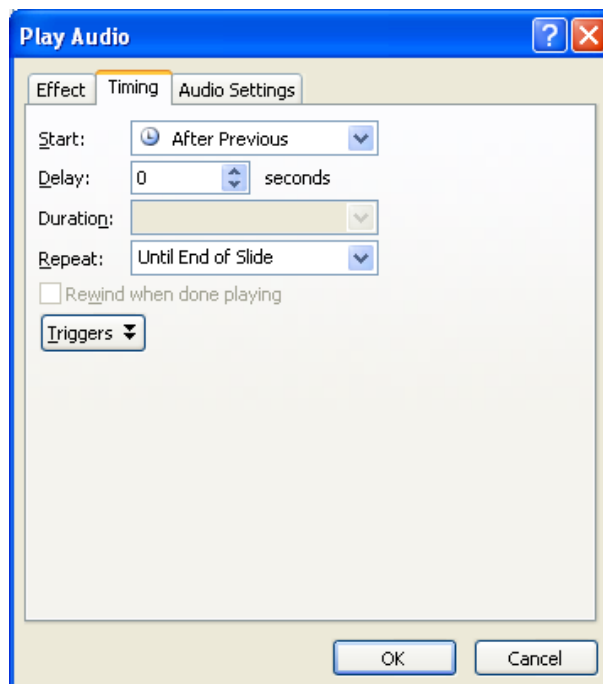 Play Audio
Effect Timing Audio Settings
Start: After Previous
Delay: 0 seconds
Duration:
Repeat: Until End of Slide
Rewind when done playing
Triggers
OK Cancel